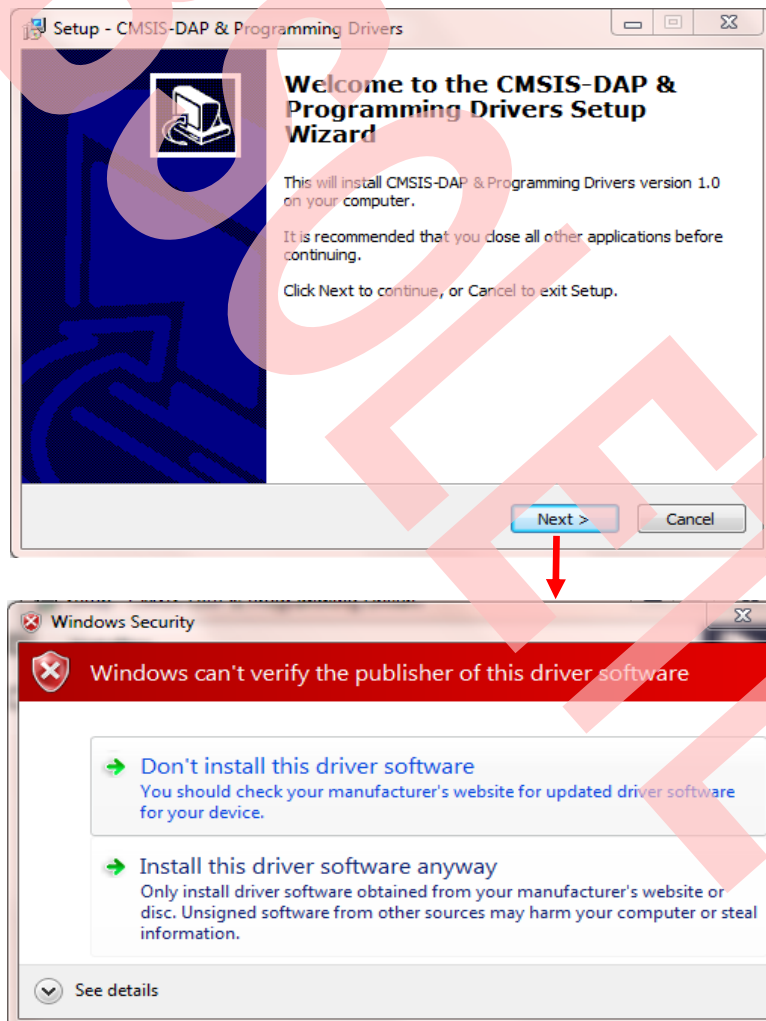 Setup - CMSIS-DAP & Programming Drivers
Welcome to the CMSIS-DAP &
Programming Drivers Setup
Wizard
This will install CMSIS-DAP & Programming Drivers version 1.0
on your computer.
It is recommended that you close all other applications before
continuing.
Click Next to continue, or Cancel to exit Setup.
Next >
Cancel
Windows Security
Windows can't verify the publisher of this driver software
Don't install this driver software
You should check your manufacturer's website for updated driver software
for your device.
Install this driver software anyway
Only install driver software obtained from your manufacturer's website or
disc. Unsigned software from other sources may harm your computer or steal
information.
See details